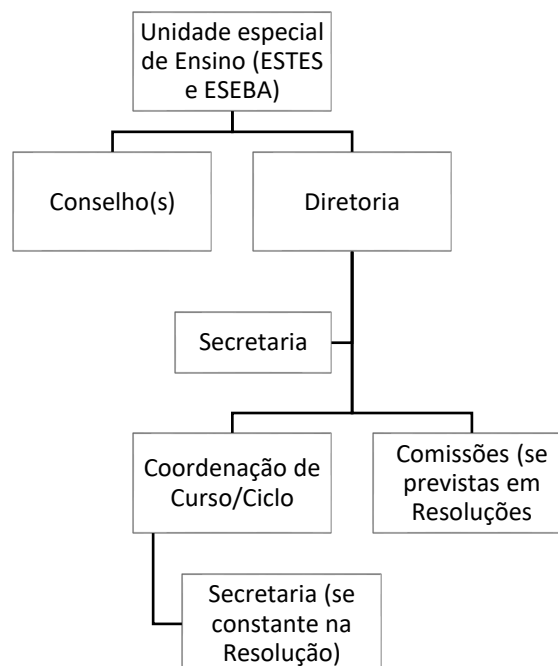 Unidade especial
de Ensino (ESTES
e ESEBA)
Conselho(s)
Diretoria
Secretaria
Coordenação de
Curso/Ciclo
Comissões (se
previstas em
Resoluções
Secretaria (se
constante na
Resolução)